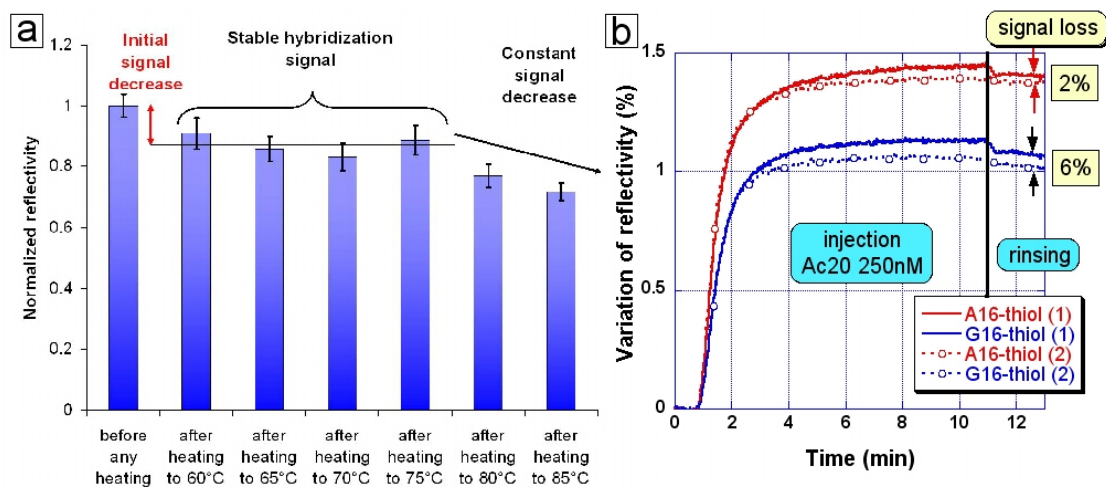 a
Normalized reflectivity
1.2
1
0.8
0.6
0.4
0.2
0
Initial
signal
decrease
Stable hybridization
signal
Constant signal
decrease
before
any
heating
after
heating
to 60°C
after
heating
to 65°C
after
heating
to 70°C
after
heating
to 75°C
after
heating
to 80°C
after
heating
to 85°C
b
Variation of reflectivity (%)
1.5
1
0.5
0
0
2
4
6
8
10
12
Time (min)
signal loss
2%
6%
injection
Ac20 250nM
rinsing
A16-thiol (1)
G16-thiol (1)
A16-thiol (2)
G16-thiol (2)